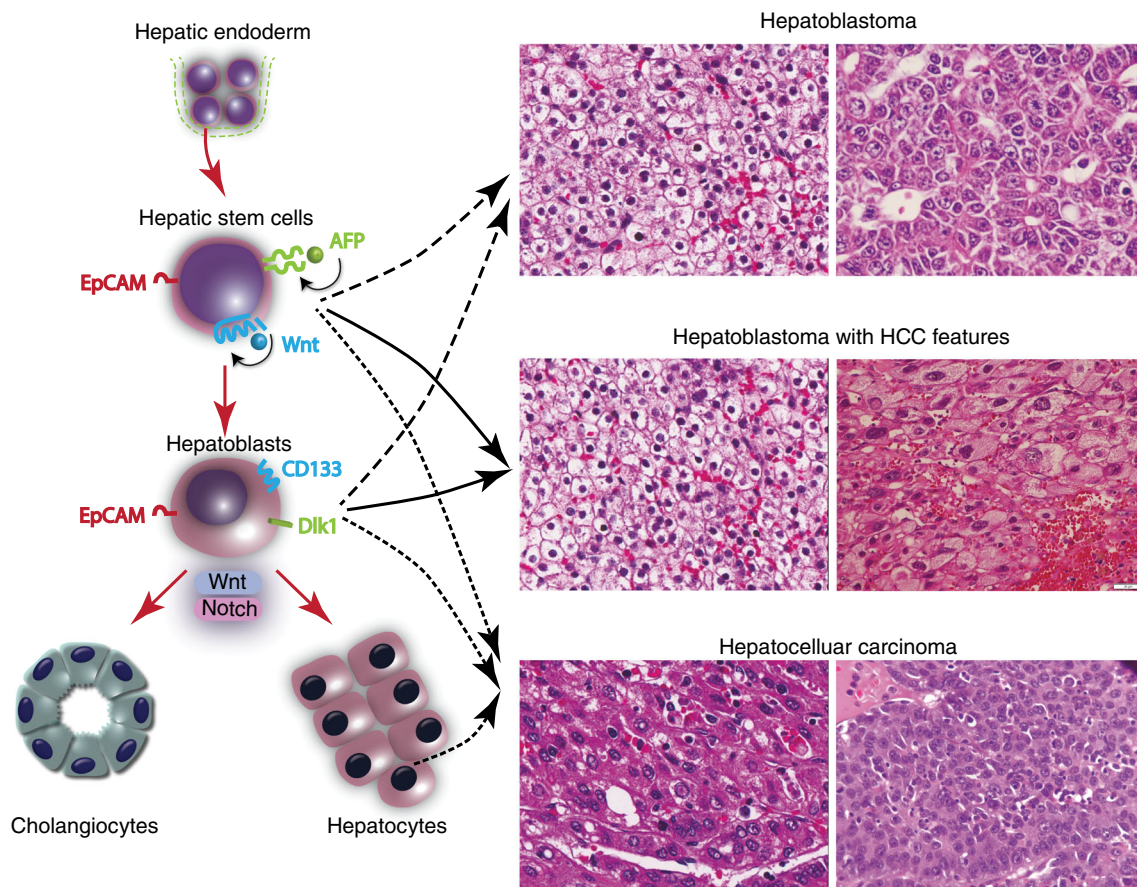 Hepatic endoderm
Hepatic stem cells
AFP
EpCAM
Wnt
Hepatoblasts
CD133
EpCAM
Dlk1
Wnt
Notch
Cholangiocytes
Hepatocytes
Hepatoblastoma
Hepatoblastoma with HCC features
Hepatocelluar carcinoma